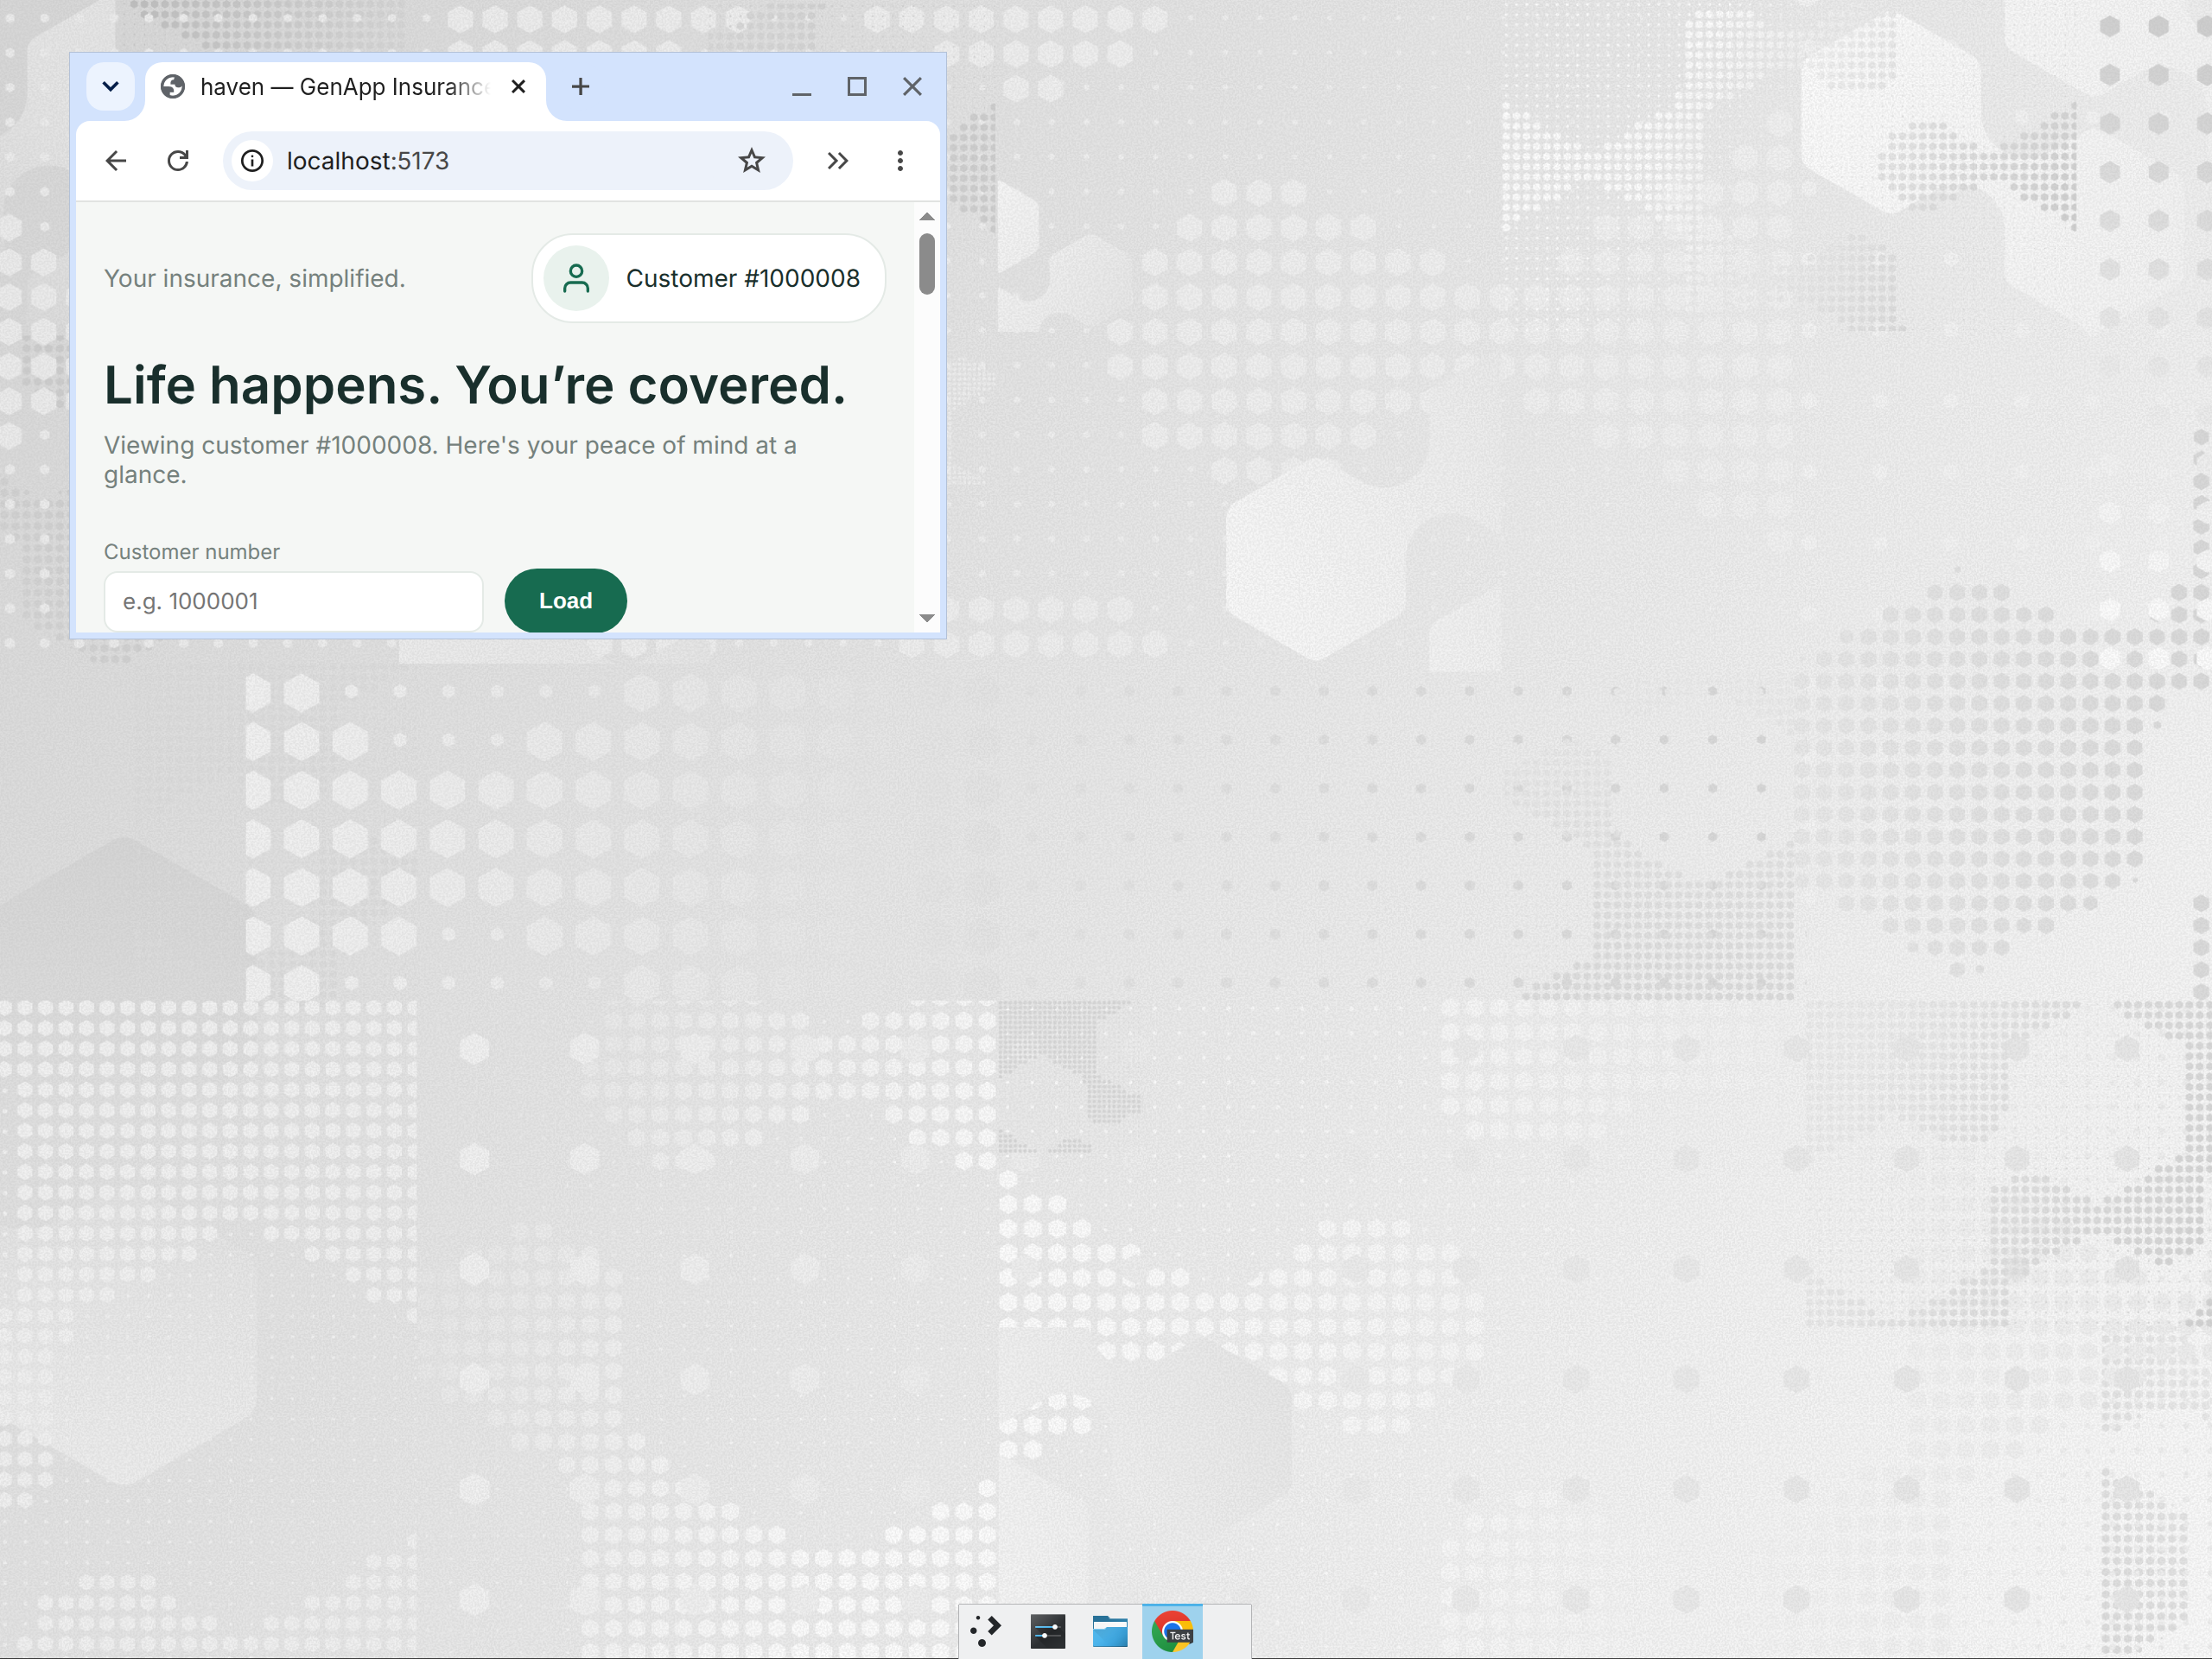 haven — GenApp Insurance
localhost:5173
Your insurance, simplified.
Customer #1000008
Life happens. You’re covered.
Viewing customer #1000008. Here's your peace of mind at a
glance.
Customer number
e.g. 1000001
Load
Test